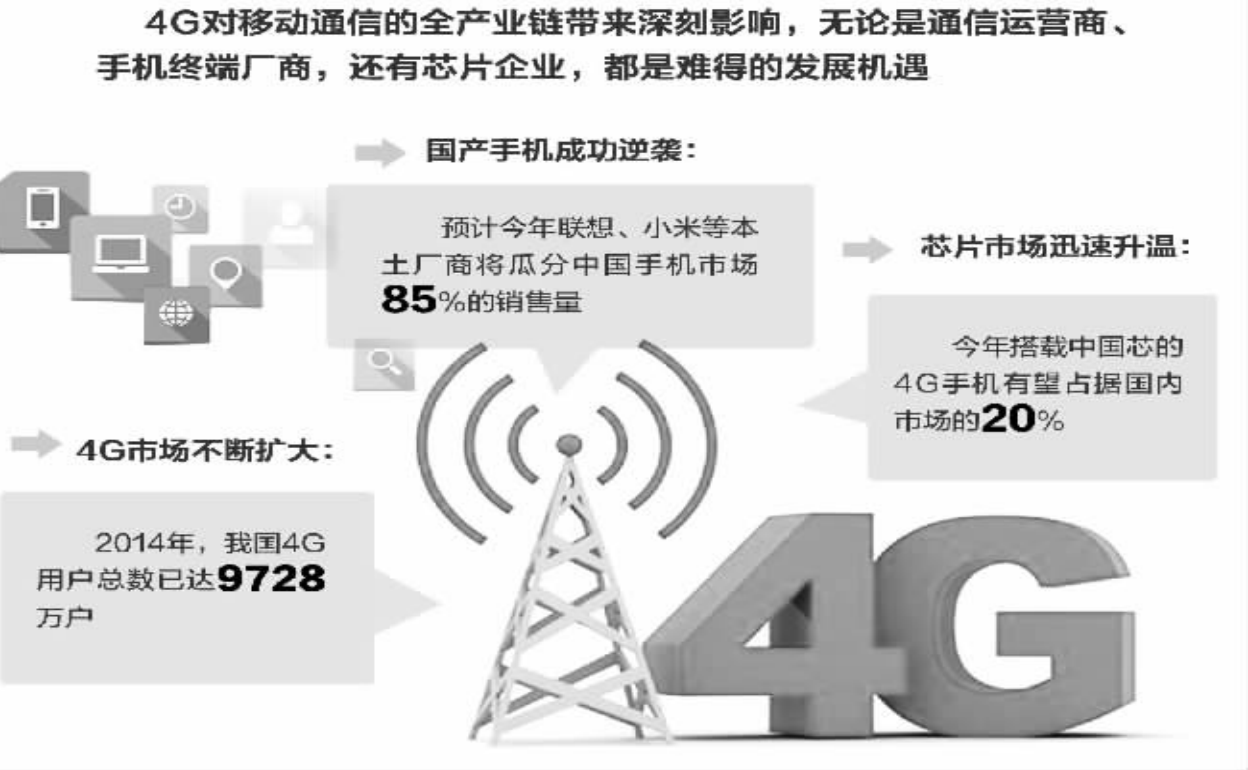 4G对移动通信的全产业链带来深刻影响，无论是通信运营商、
手机终端厂商，还有芯片企业，都是难得的发展机遇
国产手机成功逆袭：
预计今年联想、小米等本
土厂商将瓜分中国手机市场
85%的销售量
芯片市场迅速升温：
今年搭载中国芯的
4G手机有望占据国内
市场的20%
4G市场不断扩大：
2014年，我国4G
用户总数已达9728
万户
4G